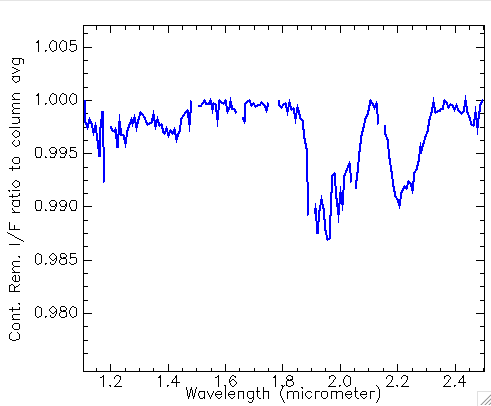 Cont. Rem. I/F ratio to column avg
1.005
1.000
0.995
0.990
0.985
0.980
1.2 1.4 1.6 1.8 2.0 2.2 2.4
Wavelength (micrometer)